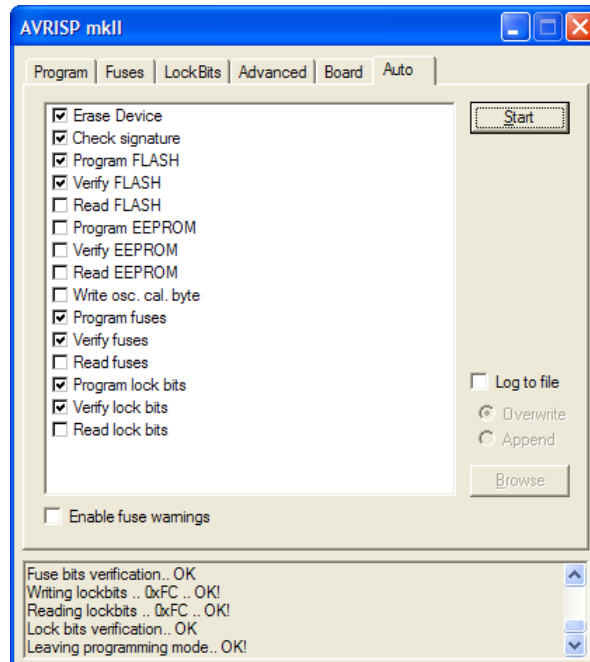 AVRISP mkII
Program Fuses LockBits Advanced Board Auto
Erase Device
Check signature
Program FLASH
Verify FLASH
Read FLASH
Program EEPROM
Verify EEPROM
Read EEPROM
Write osc. cal. byte
Program fuses
Verify fuses
Read fuses
Program lock bits
Verify lock bits
Read lock bits
Start
Log to file
Overwrite
Append
Browse
Enable fuse warnings
Fuse bits verification.. OK
Writing lockbits .. 0xFC .. OK!
Reading lockbits .. 0xFC .. OK!
Lock bits verification.. OK
Leaving programming mode.. OK!